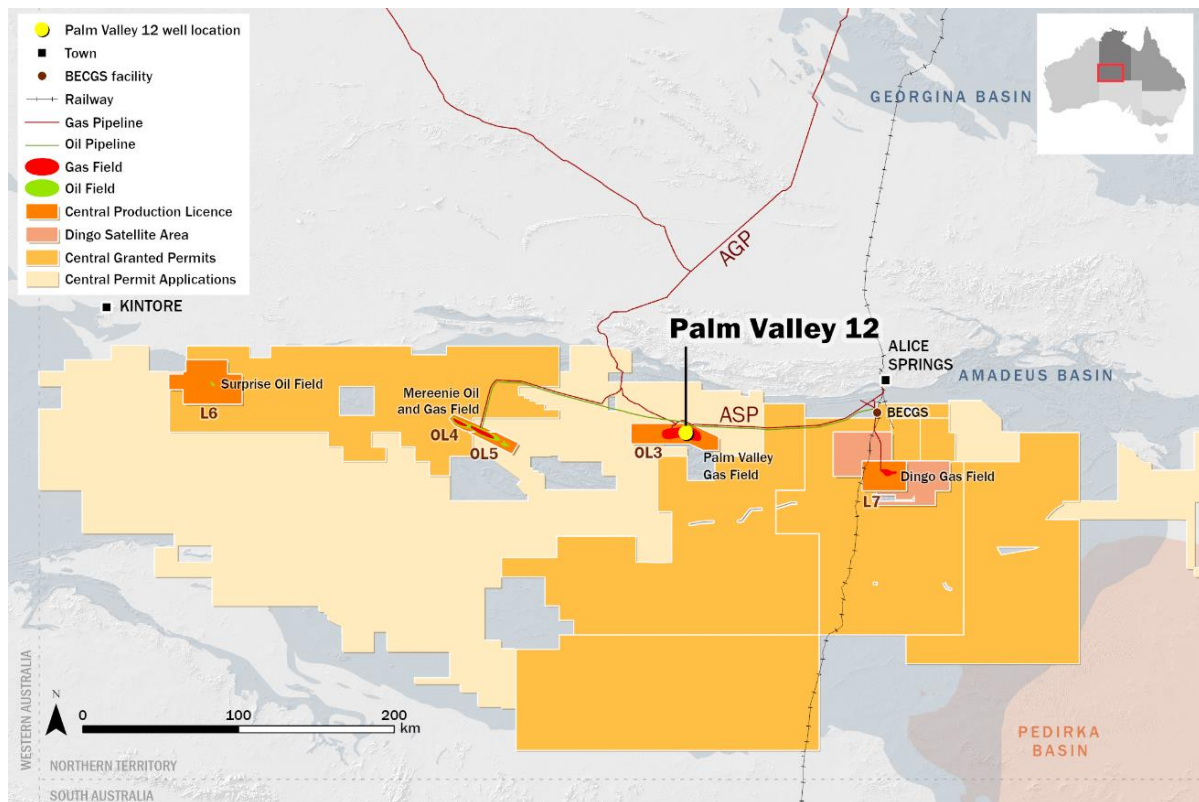 Palm Valley 12 well location
Town
BECGS facility
Railway
Gas Pipeline
Oil Pipeline
Gas Field
Oil Field
Central Production Licence
Dingo Satellite Area
Central Granted Permits
Central Permit Applications
GEORGINA BASIN
AGP
KINTORE
Palm Valley 12
ALICE
SPRINGS
AMADEUS BASIN
Surprise Oil Field
L6
Mereenie Oil
and Gas Field
OL4
OL5
ASP
BECGS
OL3
Palm Valley
Gas Field
Dingo Gas Field
L7
WESTERN AUSTRALIA
N
0
100
200
km
PEDIRKA
BASIN
NORTHERN TERRITORY
SOUTH AUSTRALIA